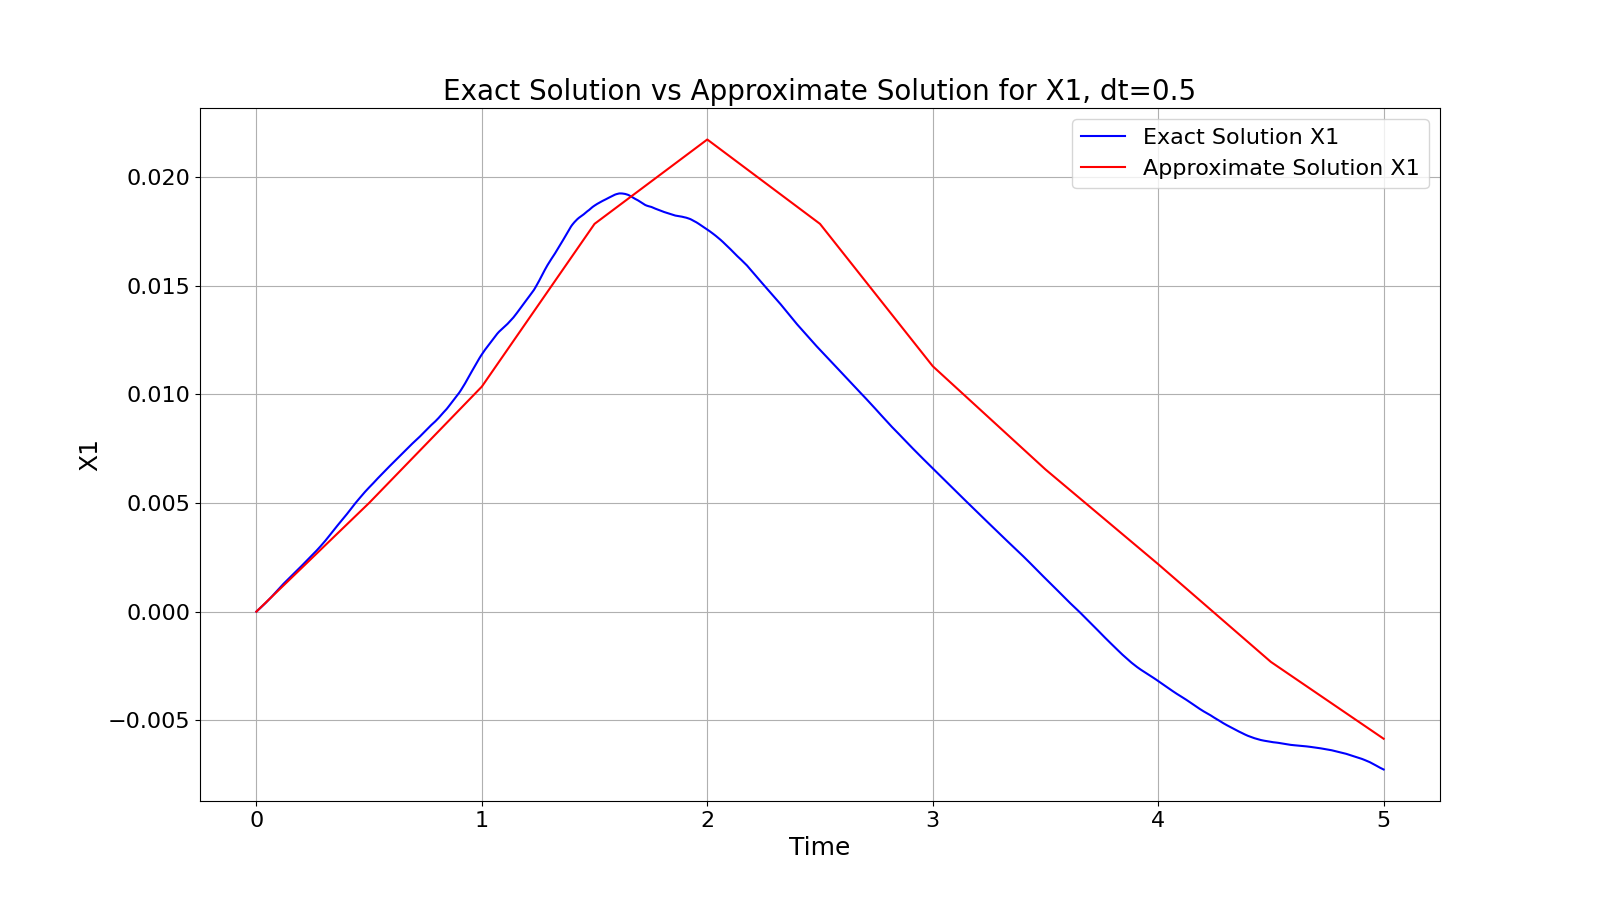 Exact Solution vs Approximate Solution for X1, dt=0.5
Exact Solution X1
Approximate Solution X1
0.020
0.015
0.010
0.005
0.000
−0.005
X1
0 1 2 3 4 5
Time